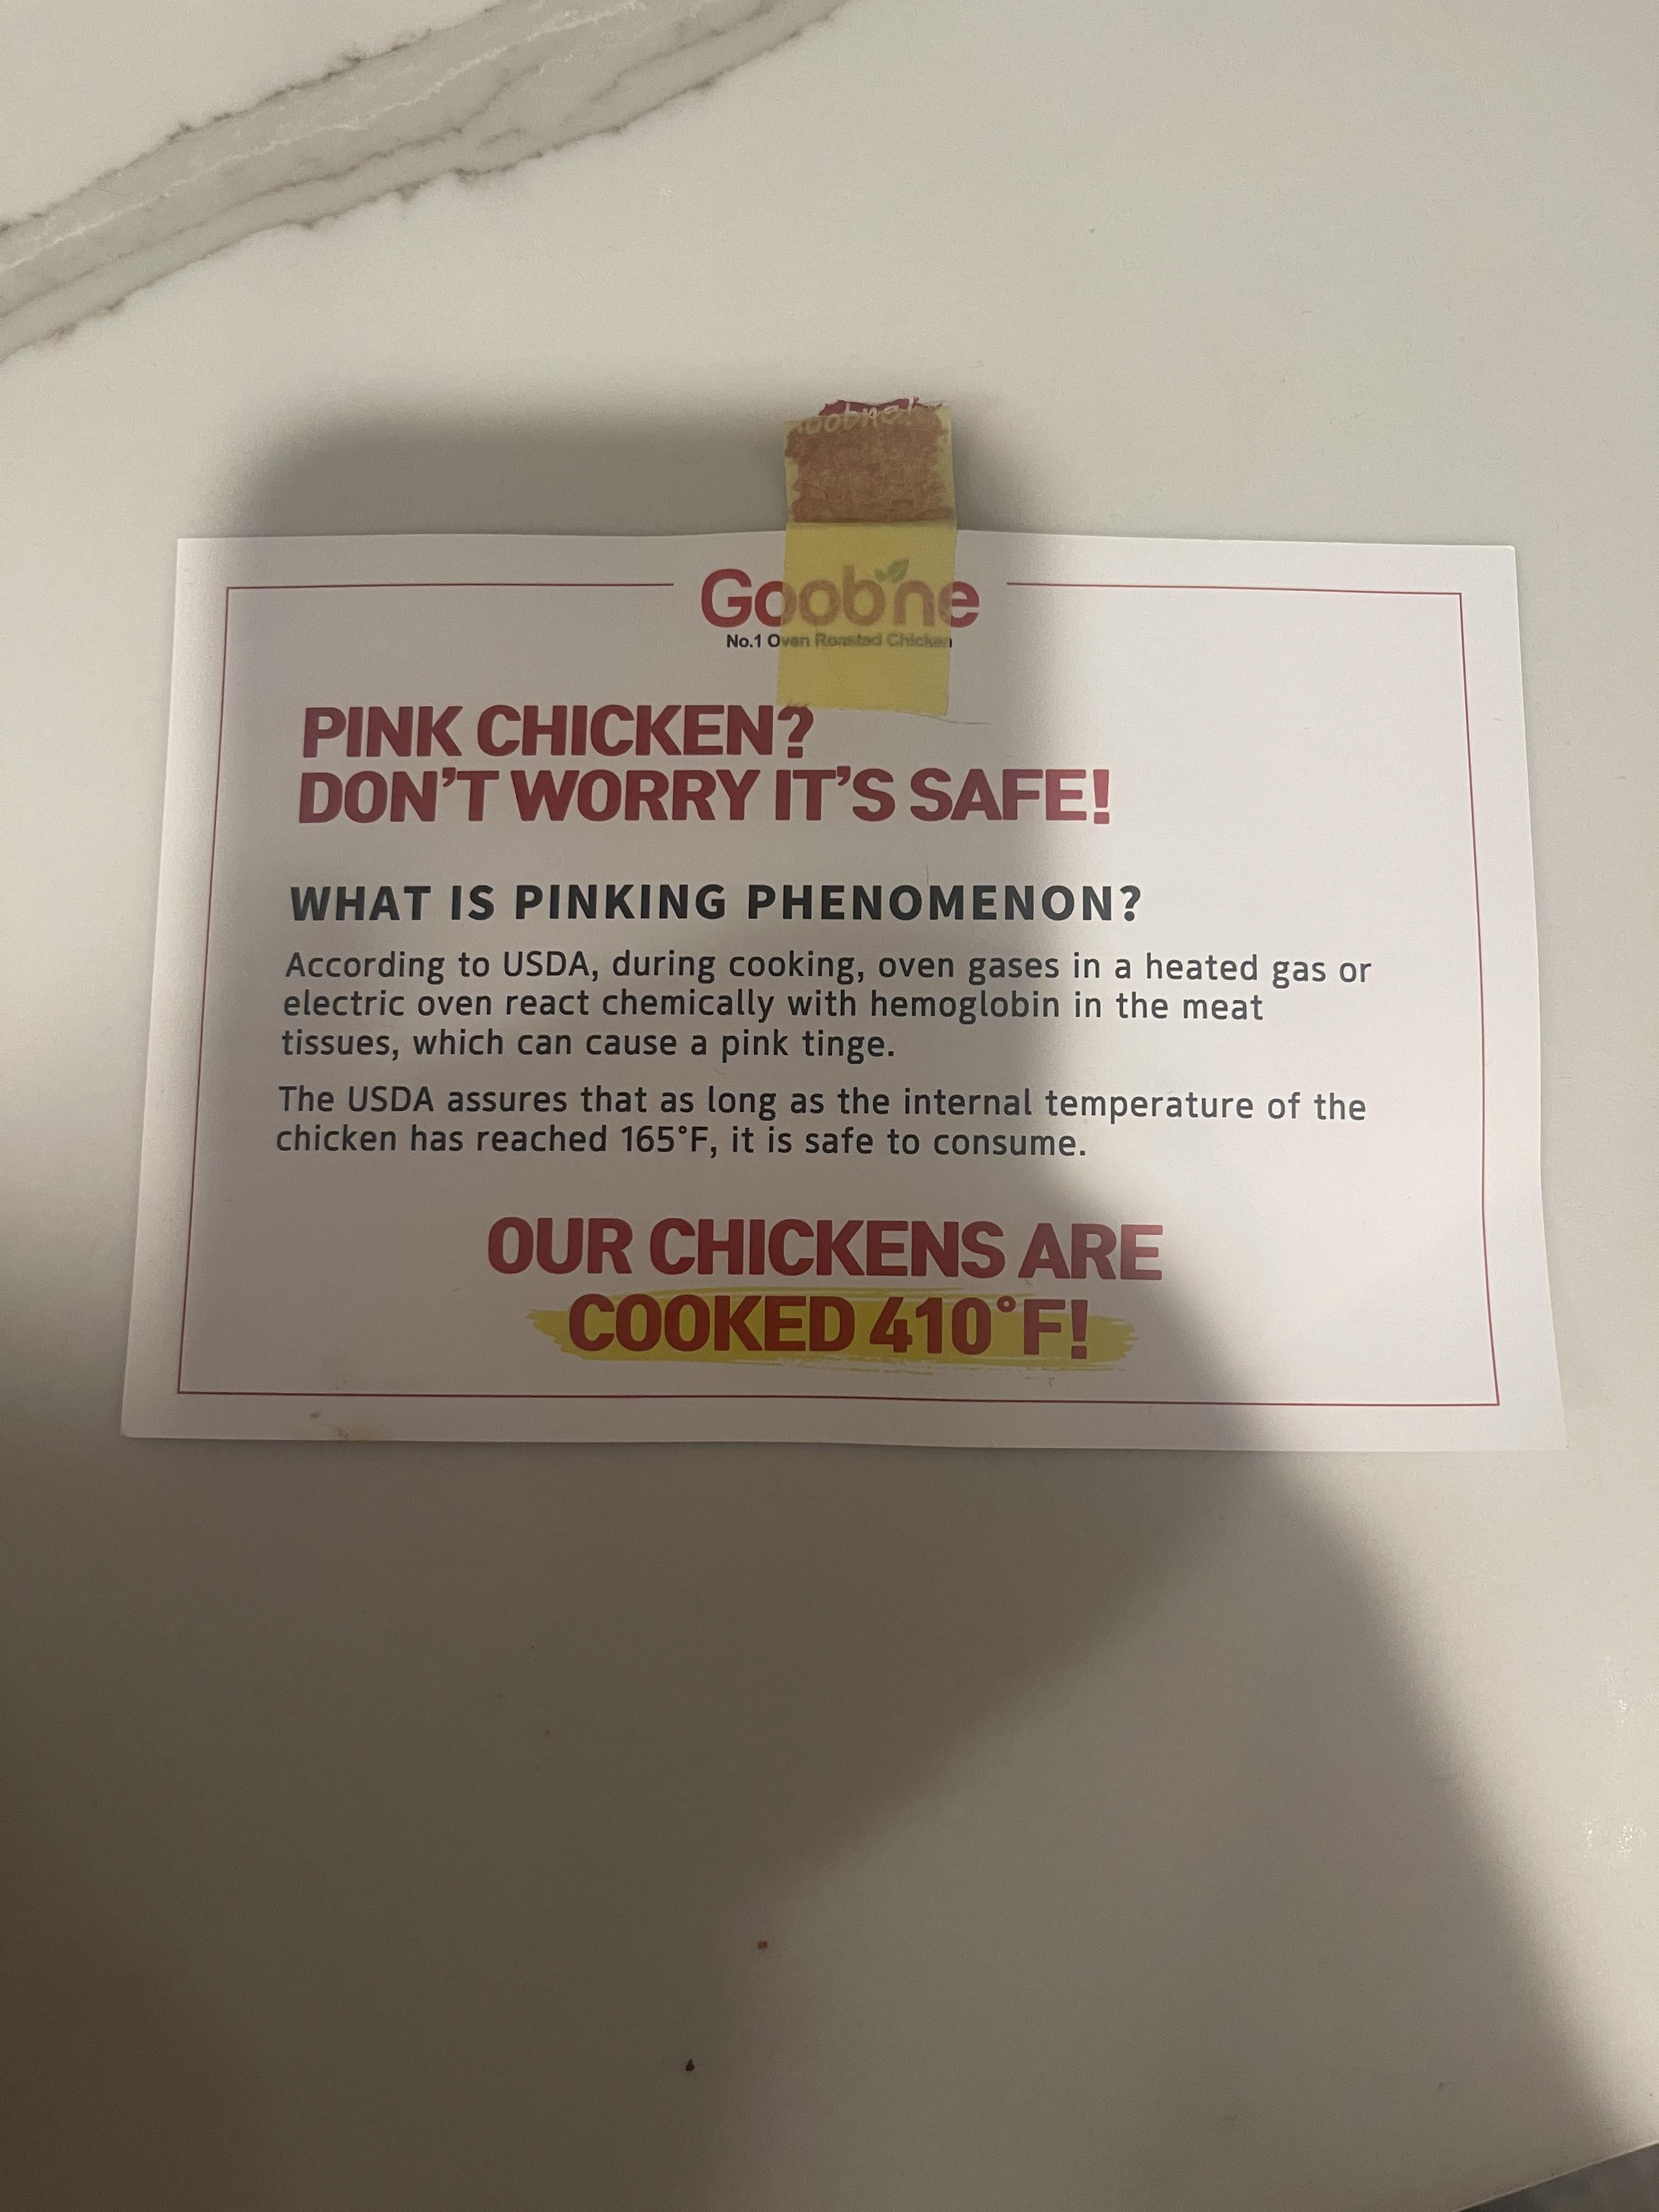 oobne!
Goobne
No.1 Oven Roasted Chicken
PINK CHICKEN?
DON'T WORRY IT'S SAFE!
WHAT IS PINKING PHENOMENON?
According to USDA, during cooking, oven gases in a heated gas or
electric oven react chemically with hemoglobin in the meat
tissues, which can cause a pink tinge.
The USDA assures that as long as the internal temperature of the
chicken has reached 165°F, it is safe to consume.
OUR CHICKENS ARE
COOKED 410°F!